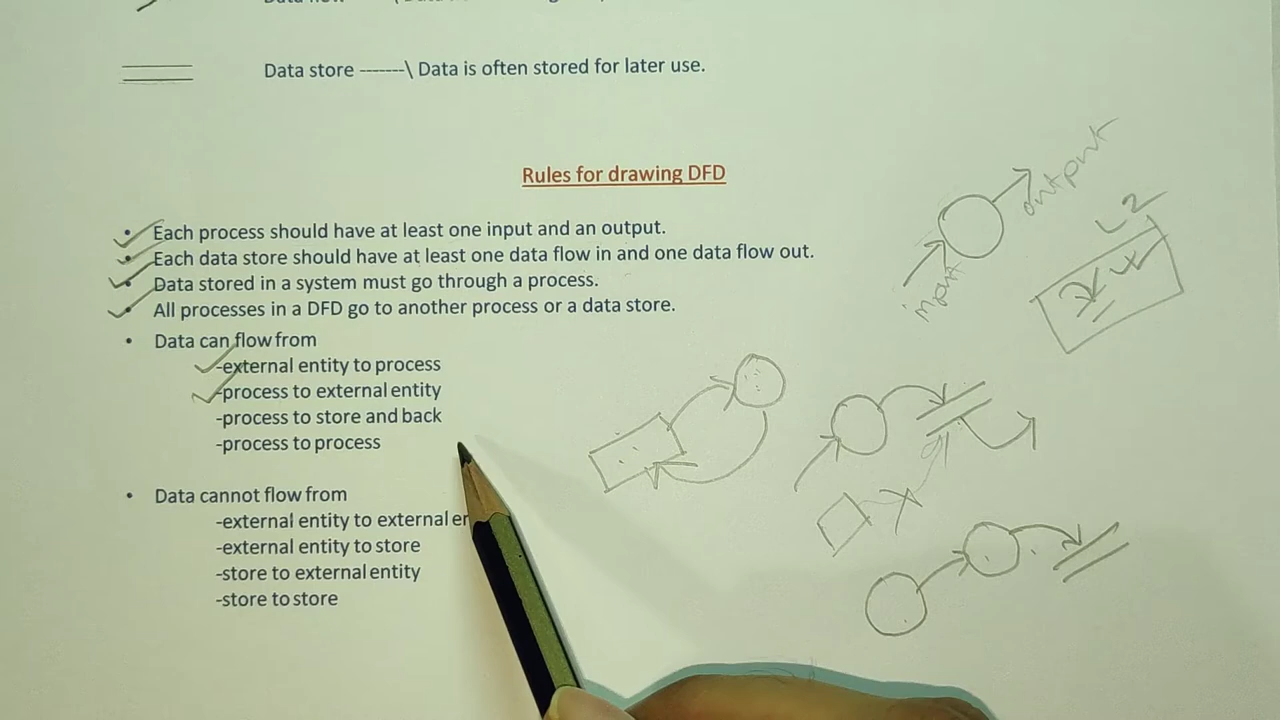 Data store -------\ Data is often stored for later use.
Rules for drawing DFD
• Each process should have at least one input and an output.
• Each data store should have at least one data flow in and one data flow out.
• Data stored in a system must go through a process.
• All processes in a DFD go to another process or a data store.
• Data can flow from
-external entity to process
-process to external entity
-process to store and back
-process to process
• Data cannot flow from
-external entity to external
-external entity to store
-store to external entity
-store to store
output
input
L2